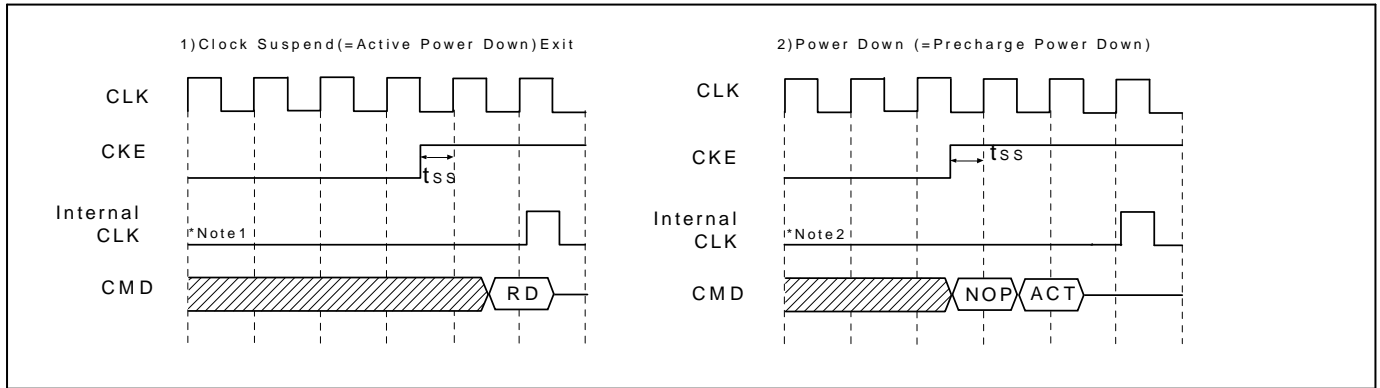 1)Clock Suspend(=Active Power Down)Exit
CLK
CKE
tss
Internal
CLK
*Note1
CMD
RD
2)Power Down (=Precharge Power Down)
CLK
CKE
tss
Internal
CLK
*Note2
CMD
NOP
ACT